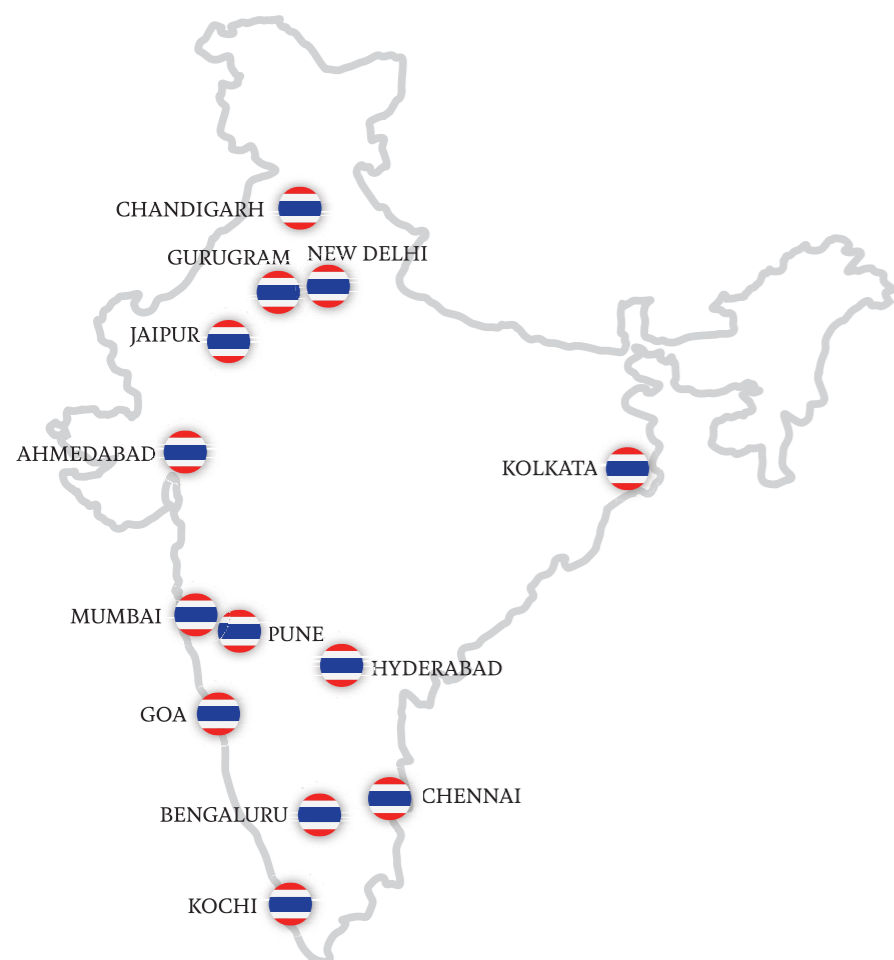 CHANDIGARH
NEW DELHI
GURUGRAM
JAIPUR
AHMEDABAD
KOLKATA
MUMBAI
PUNE
HYDERABAD
GOA
CHENNAI
BENGALURU
KOCHI